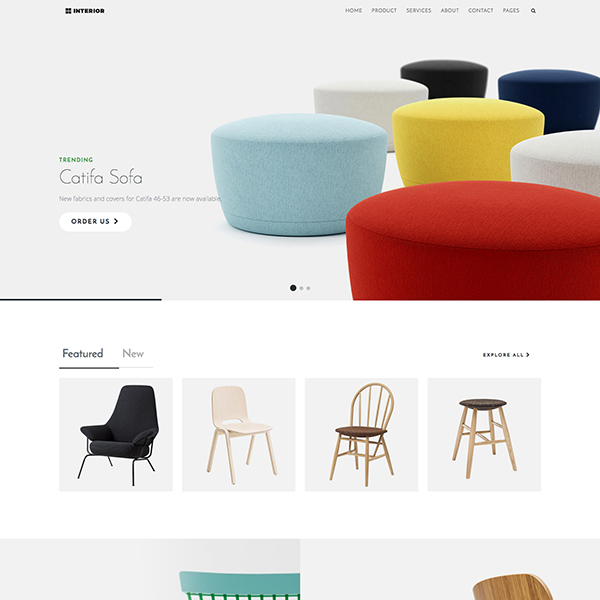 INTERIOR
HOME PRODUCT SERVICES ABOUT CONTACT PAGES
TRENDING
Catifa Sofa
New fabrics and covers for Catifa 46-53 are now available.
ORDER US
Featured New
EXPLORE ALL